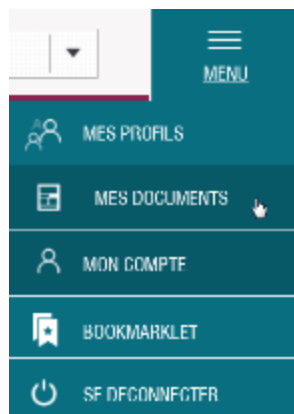 MENU
MES PROFILS
MES DOCUMENTS
MON COMPTE
BOOKMARKLET
SE DECONNECTER